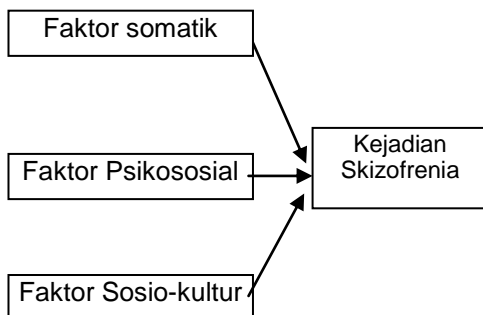 Faktor somatik
Kejadian
Skizofrenia
Faktor Psikososial
Faktor Sosio-kultur